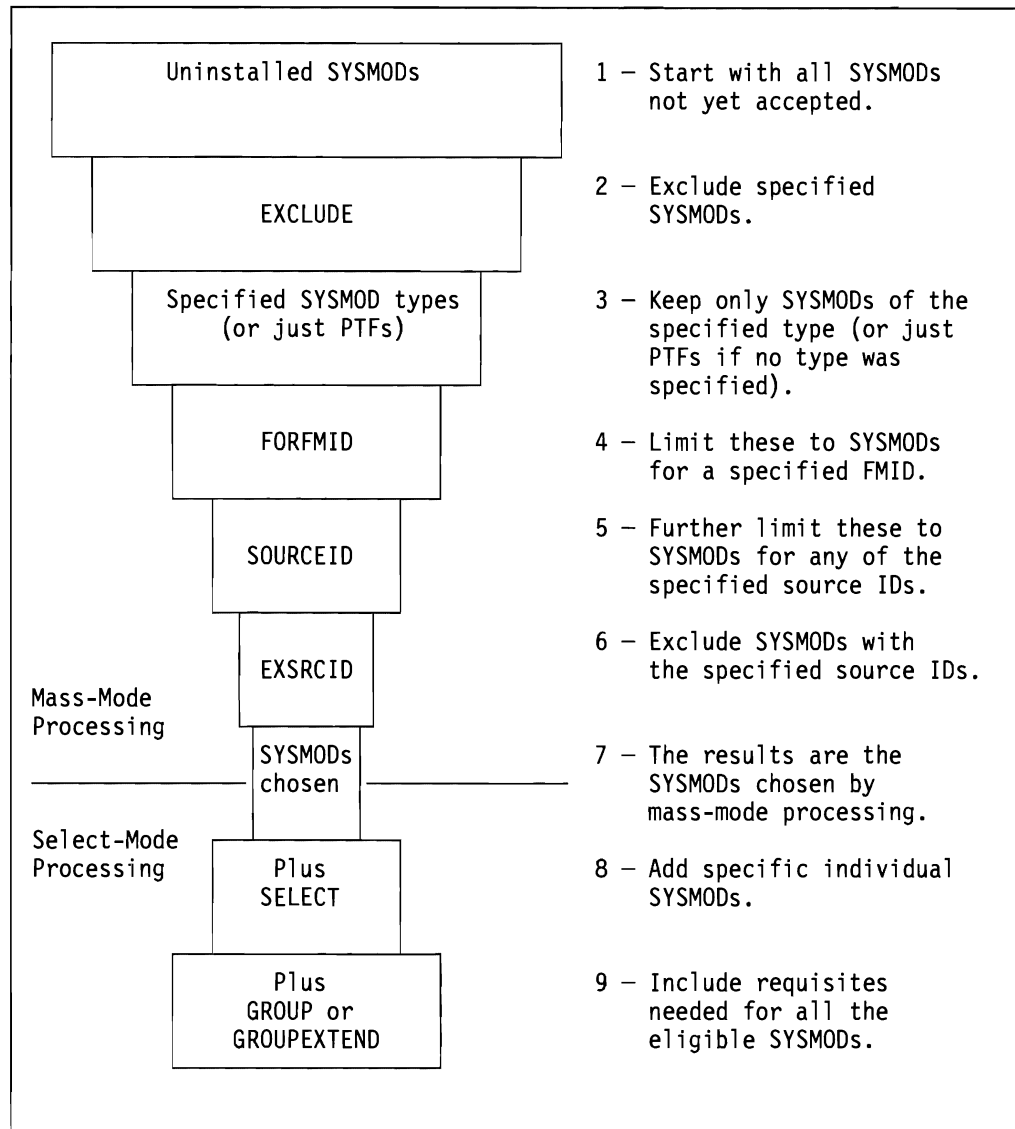 Uninstalled SYSMODs
1 – Start with all SYSMODs
not yet accepted.
EXCLUDE
2 – Exclude specified
SYSMODs.
Specified SYSMOD types
(or just PTFs)
3 – Keep only SYSMODs of the
specified type (or just
PTFs if no type was
specified).
FORFMID
4 – Limit these to SYSMODs
for a specified FMID.
SOURCEID
5 – Further limit these to
SYSMODs for any of the
specified source IDs.
EXSRCID
6 – Exclude SYSMODs with
the specified source IDs.
Mass-Mode
Processing
SYSMODs
chosen
7 – The results are the
SYSMODs chosen by
mass-mode processing.
Select-Mode
Processing
Plus
SELECT
8 – Add specific individual
SYSMODs.
Plus
GROUP or
GROUPEXTEND
9 – Include requisites
needed for all the
eligible SYSMODs.